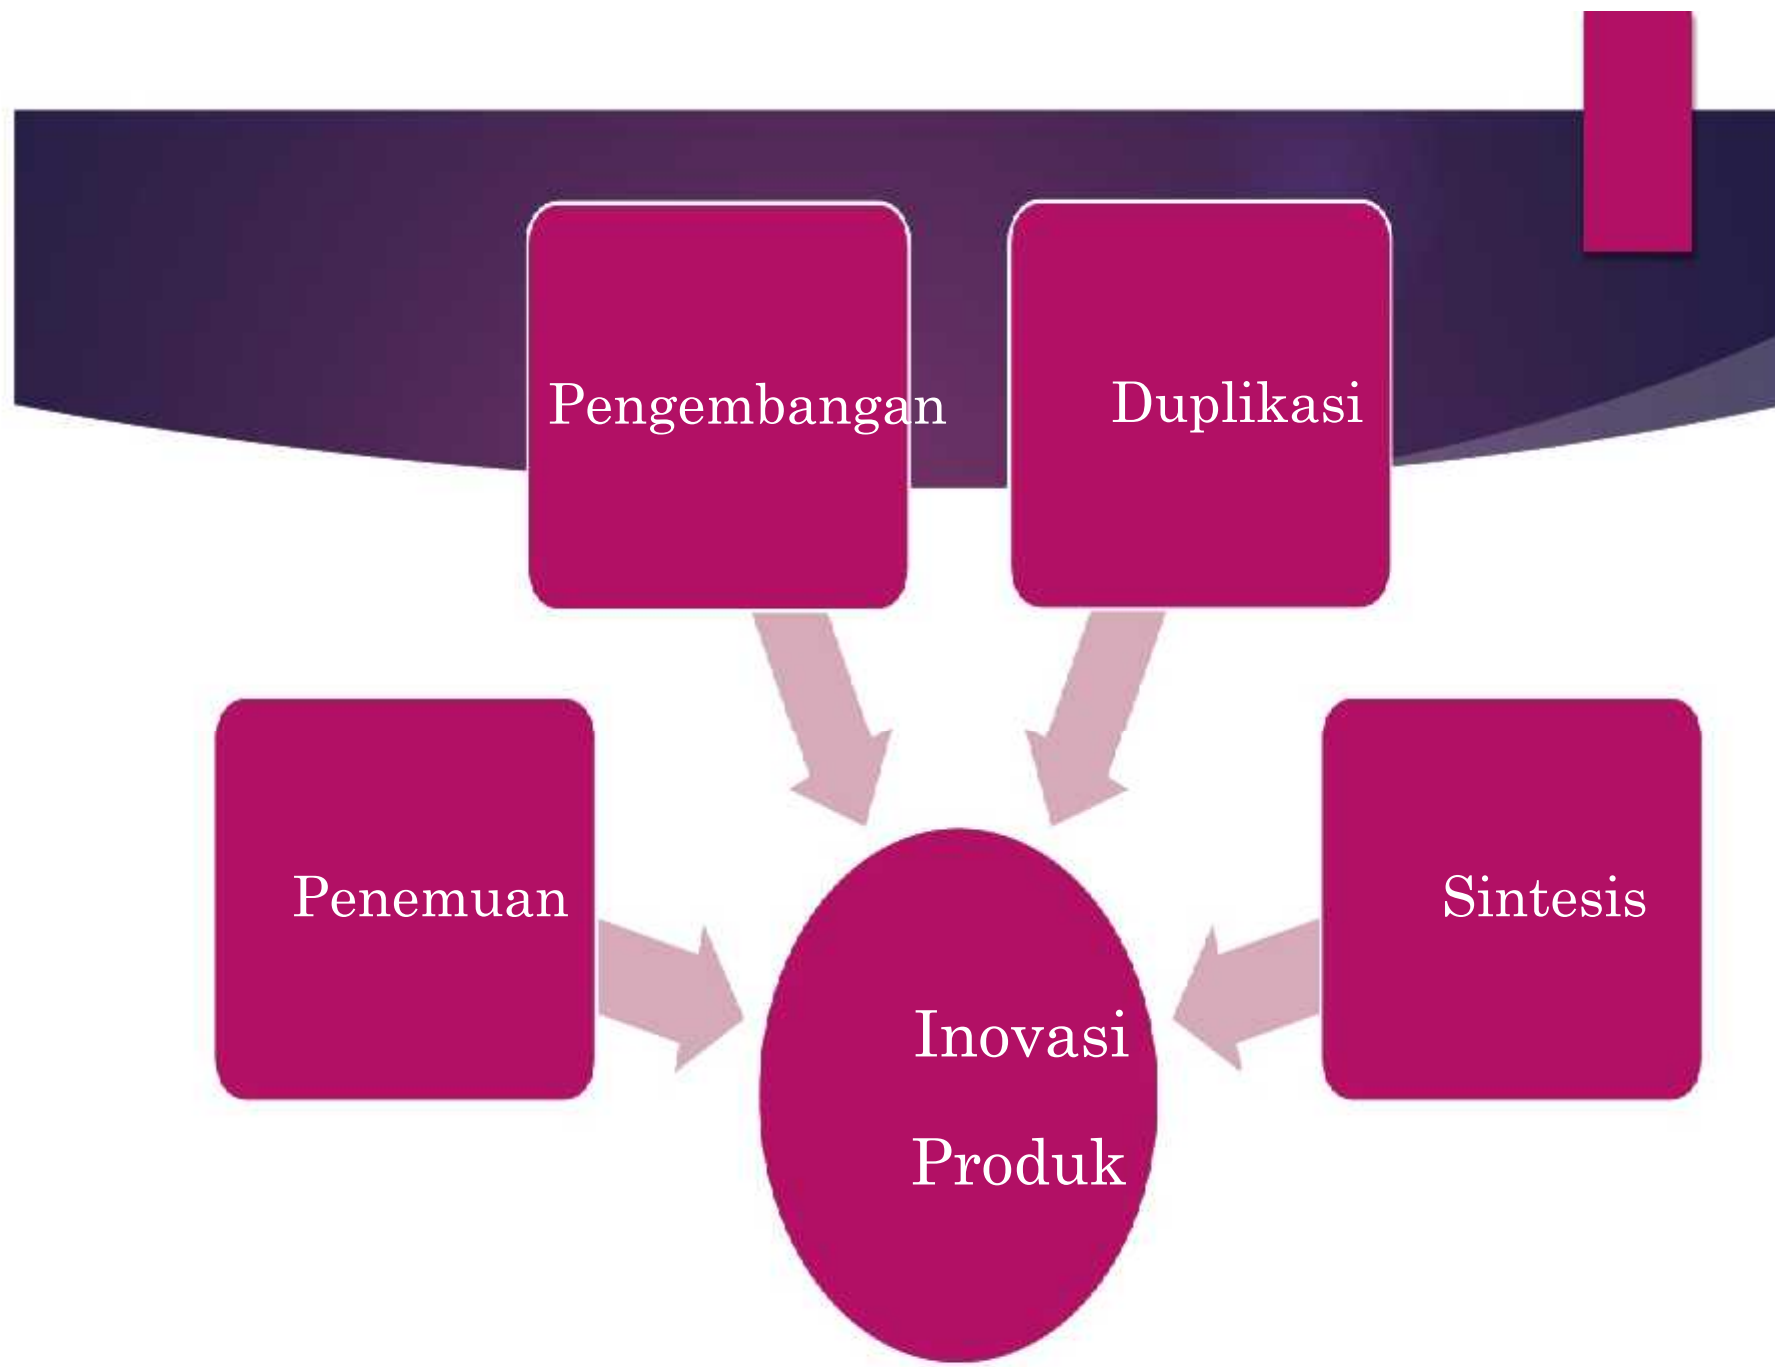 Pengembangan
Duplikasi
Penemuan
Sintesis
Inovasi
Produk